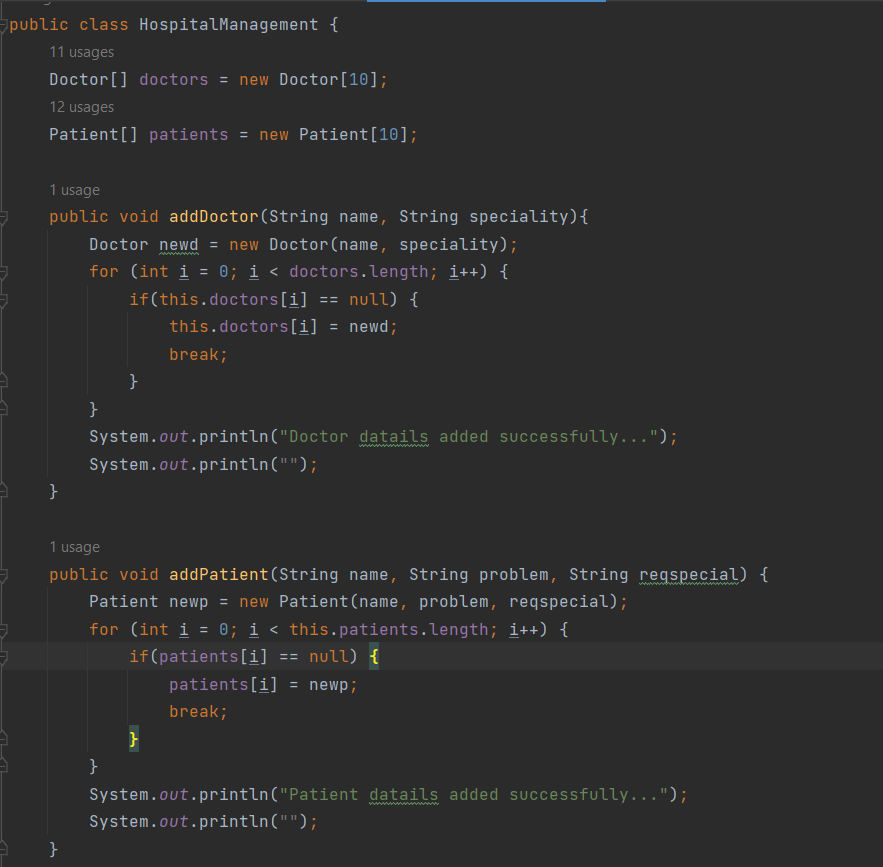 public class HospitalManagement {
11 usages
Doctor[] doctors = new Doctor[10];
12 usages
Patient[] patients = new Patient[10];
1 usage
public void addDoctor(String name, String speciality){
Doctor newd = new Doctor(name, speciality);
for (int i = 0; i < doctors.length; i++) {
if(this.doctors[i] == null) {
this.doctors[i] = newd;
break;
}
}
System.out.println("Doctor datails added successfully...");
System.out.println("");
}
1 usage
public void addPatient(String name, String problem, String reqspecial) {
Patient newp = new Patient(name, problem, reqspecial);
for (int i = 0; i < this.patients.length; i++) {
if(patients[i] == null) {
patients[i] = newp;
break;
}
}
System.out.println("Patient datails added successfully...");
System.out.println("");
}